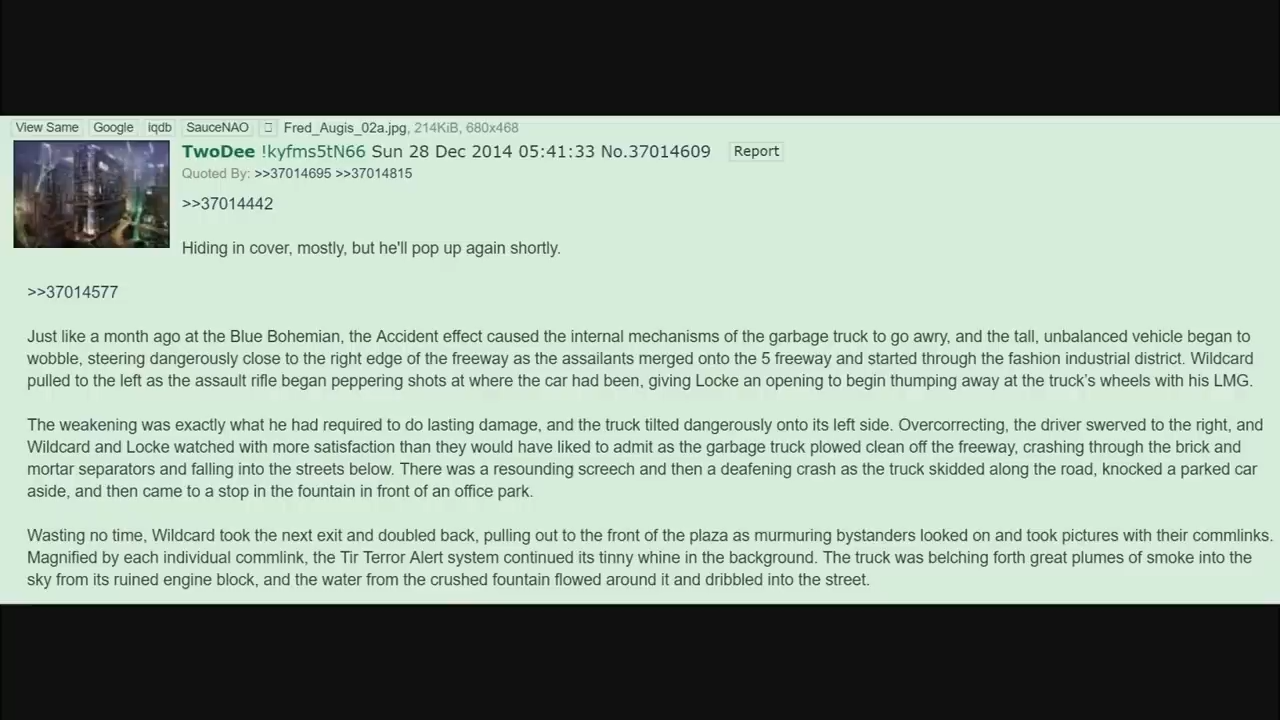 View Same Google iqdb SauceNAO Fred_Augis_02a.jpg, 214KiB, 680x468
TwoDee !kyfms5tN66 Sun 28 Dec 2014 05:41:33 No.37014609 Report
Quoted By: >>37014695 >>37014815
>>37014442
Hiding in cover, mostly, but he'll pop up again shortly.
>>37014577
Just like a month ago at the Blue Bohemian, the Accident effect caused the internal mechanisms of the garbage truck to go awry, and the tall, unbalanced vehicle began to
wobble, steering dangerously close to the right edge of the freeway as the assailants merged onto the 5 freeway and started through the fashion industrial district. Wildcard
pulled to the left as the assault rifle began peppering shots at where the car had been, giving Locke an opening to begin thumping away at the truck's wheels with his LMG.
The weakening was exactly what he had required to do lasting damage, and the truck tilted dangerously onto its left side. Overcorrecting, the driver swerved to the right, and
Wildcard and Locke watched with more satisfaction than they would have liked to admit as the garbage truck plowed clean off the freeway, crashing through the brick and
mortar separators and falling into the streets below. There was a resounding screech and then a deafening crash as the truck skidded along the road, knocked a parked car
aside, and then came to a stop in the fountain in front of an office park.
Wasting no time, Wildcard took the next exit and doubled back, pulling out to the front of the plaza as murmuring bystanders looked on and took pictures with their commlinks.
Magnified by each individual commlink, the Tir Terror Alert system continued its tinny whine in the background. The truck was belching forth great plumes of smoke into the
sky from its ruined engine block, and the water from the crushed fountain flowed around it and dribbled into the street.